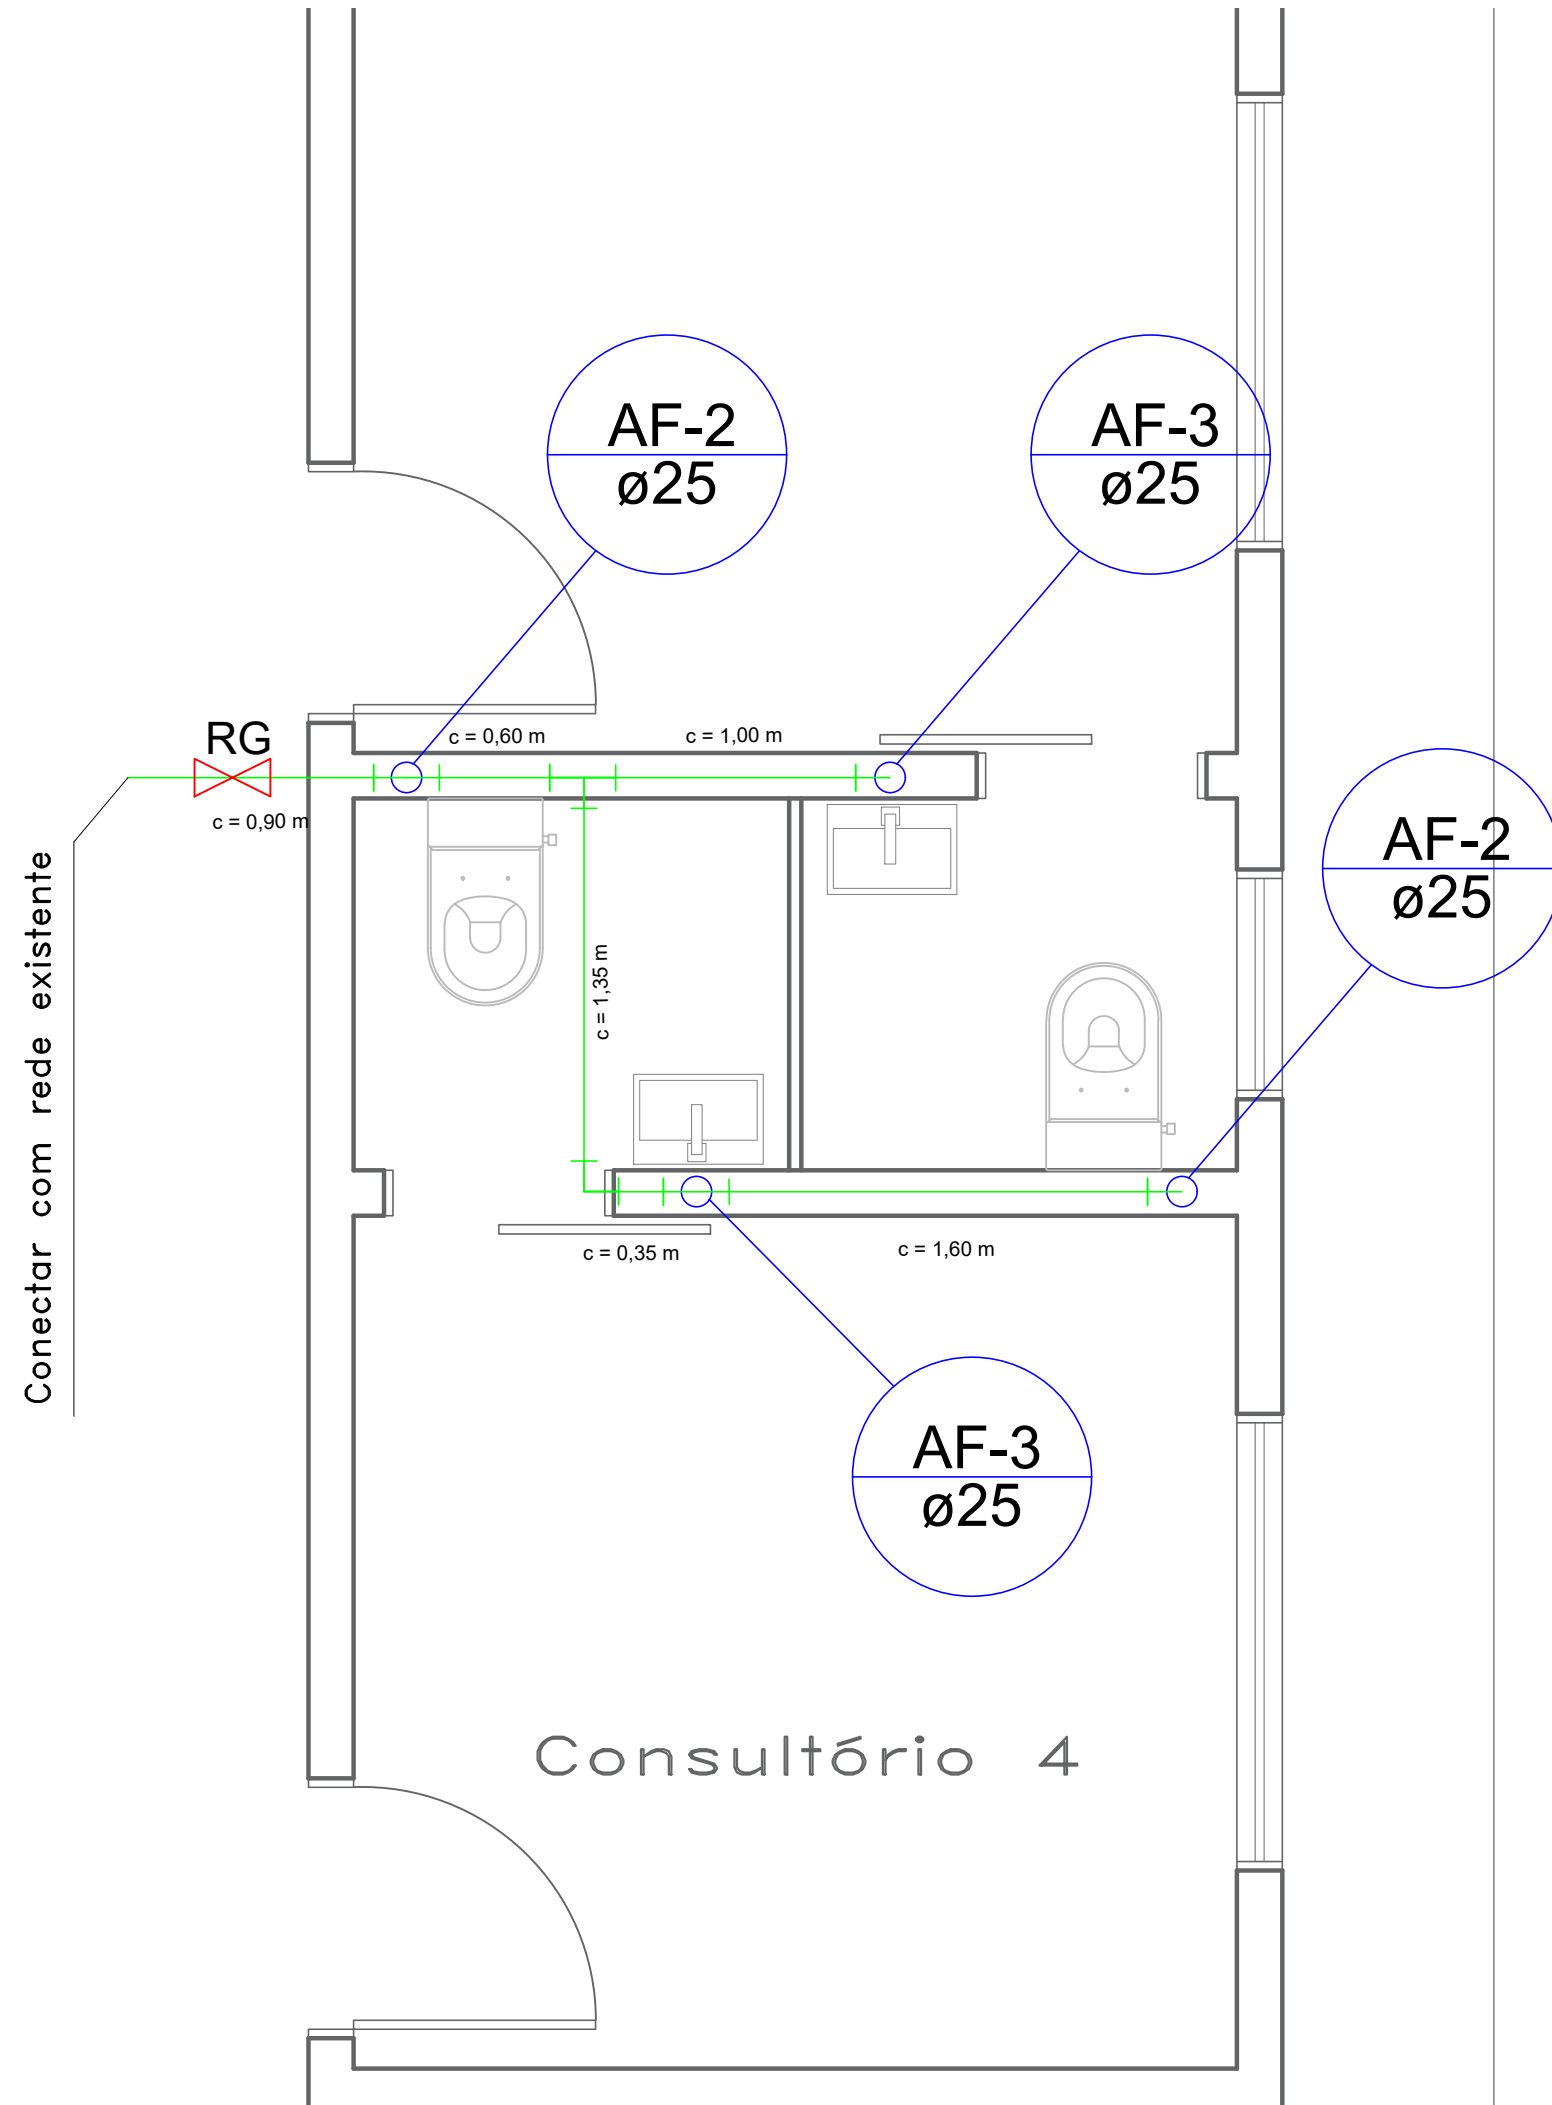 AF-2
ø25
AF-3
ø25
RG
c = 0,60 m
c = 1,00 m
c = 0,90 m
AF-2
ø25
Conectar com rede existente
c = 1,35 m
c = 0,35 m
c = 1,60 m
AF-3
ø25
Consultório 4